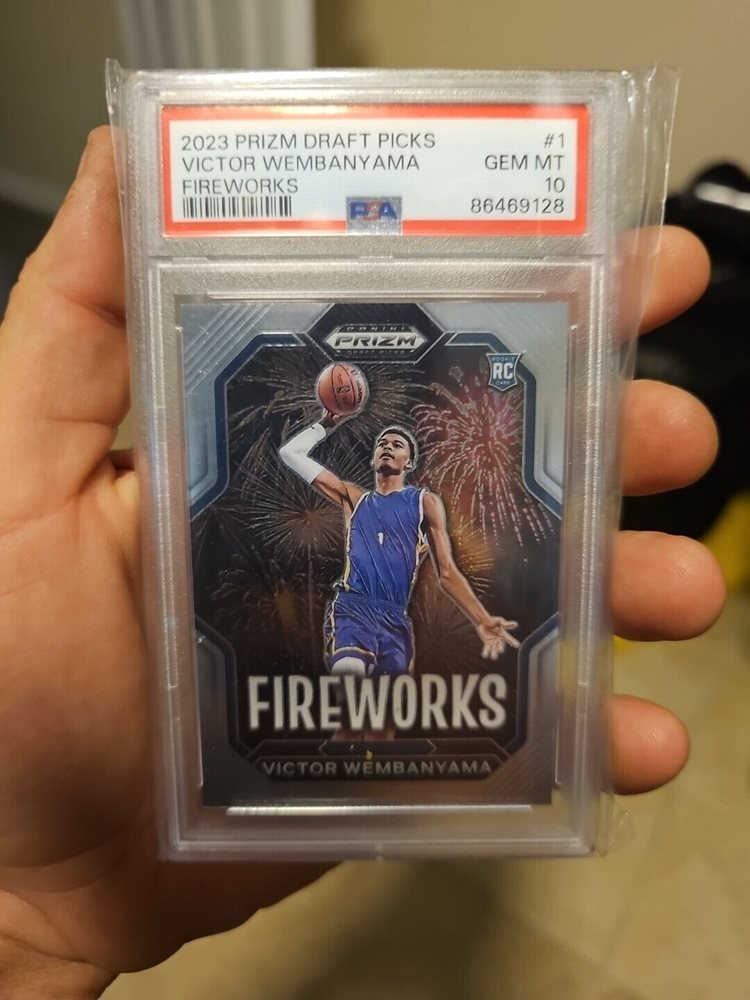 2023 PRIZM DRAFT PICKS #1
VICTOR WEMBANYAMA GEM MT
FIREWORKS 10
PSA 86469128
PANINI
PRIZM
DRAFT PICKS
ROOKIE
RC
CARD
1
FIREWORKS
VICTOR WEMBANYAMA